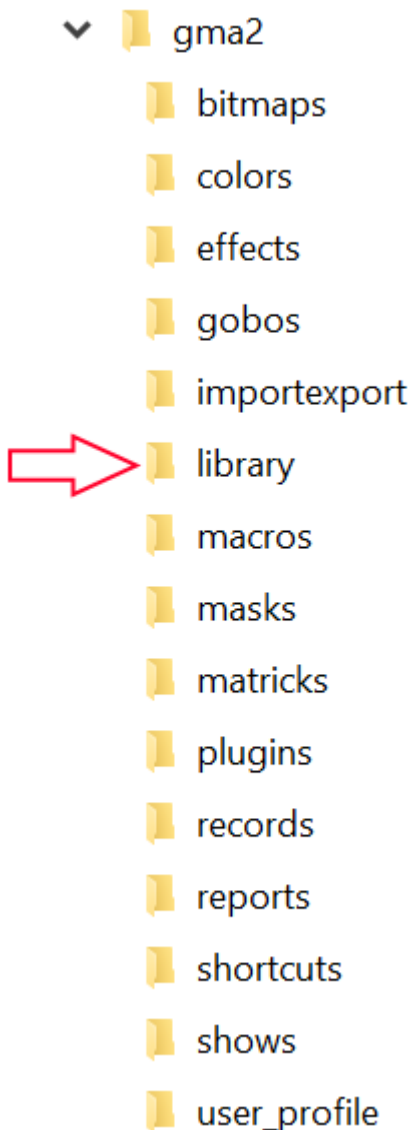 gma2
bitmaps
colors
effects
gobos
importexport
library
macros
masks
matricks
plugins
records
reports
shortcuts
shows
user_profile